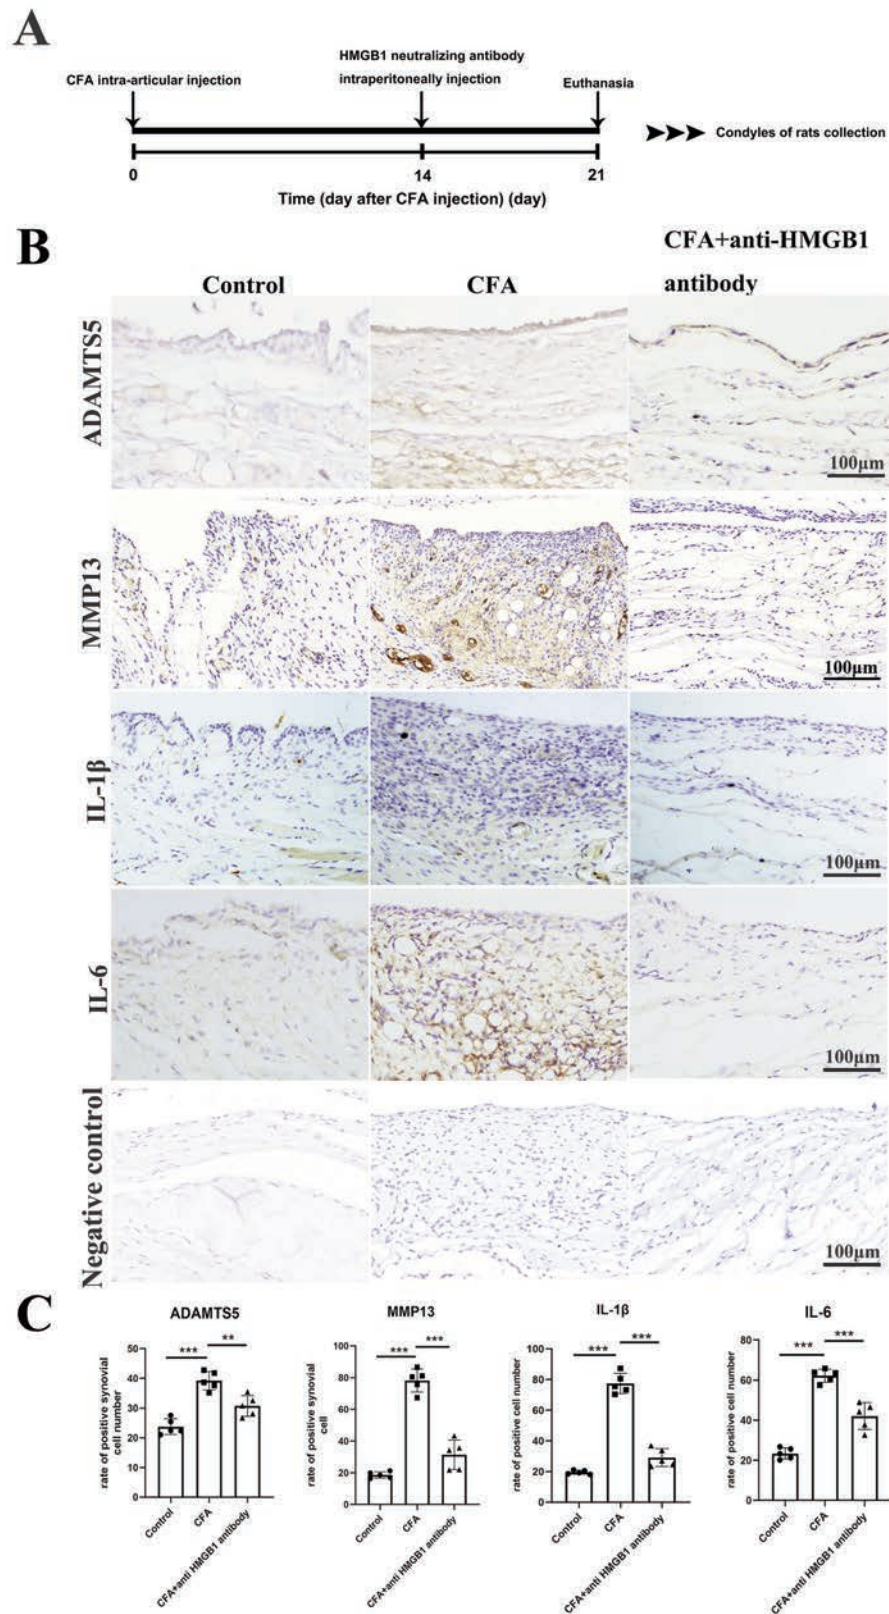 A
CFA intra-articular injection
HMGB1 neutralizing antibody
intraperitoneally injection
Euthanasia
Condyles of rats collection
0
14
21
Time (day after CFA injection) (day)
B
Control
CFA
CFA+anti-HMGB1
antibody
ADAMTS5
100μm
MMP13
100μm
IL-1β
100μm
IL-6
100μm
Negative control
100μm
C
ADAMTS5
rate of positive synovial
cell number
50
40
30
20
10
0
***
**
Control
CFA
CFA+anti HMGB1 antibody
MMP13
rate of positive synovial
cell
100
80
60
40
20
0
***
***
Control
CFA
CFA+anti HMGB1 antibody
IL-1β
rate of positive cell number
100
80
60
40
20
0
***
***
Control
CFA
CFA+anti HMGB1 antibody
IL-6
rate of positive cell number
80
60
40
20
0
***
***
Control
CFA
CFA+anti HMGB1 antibody